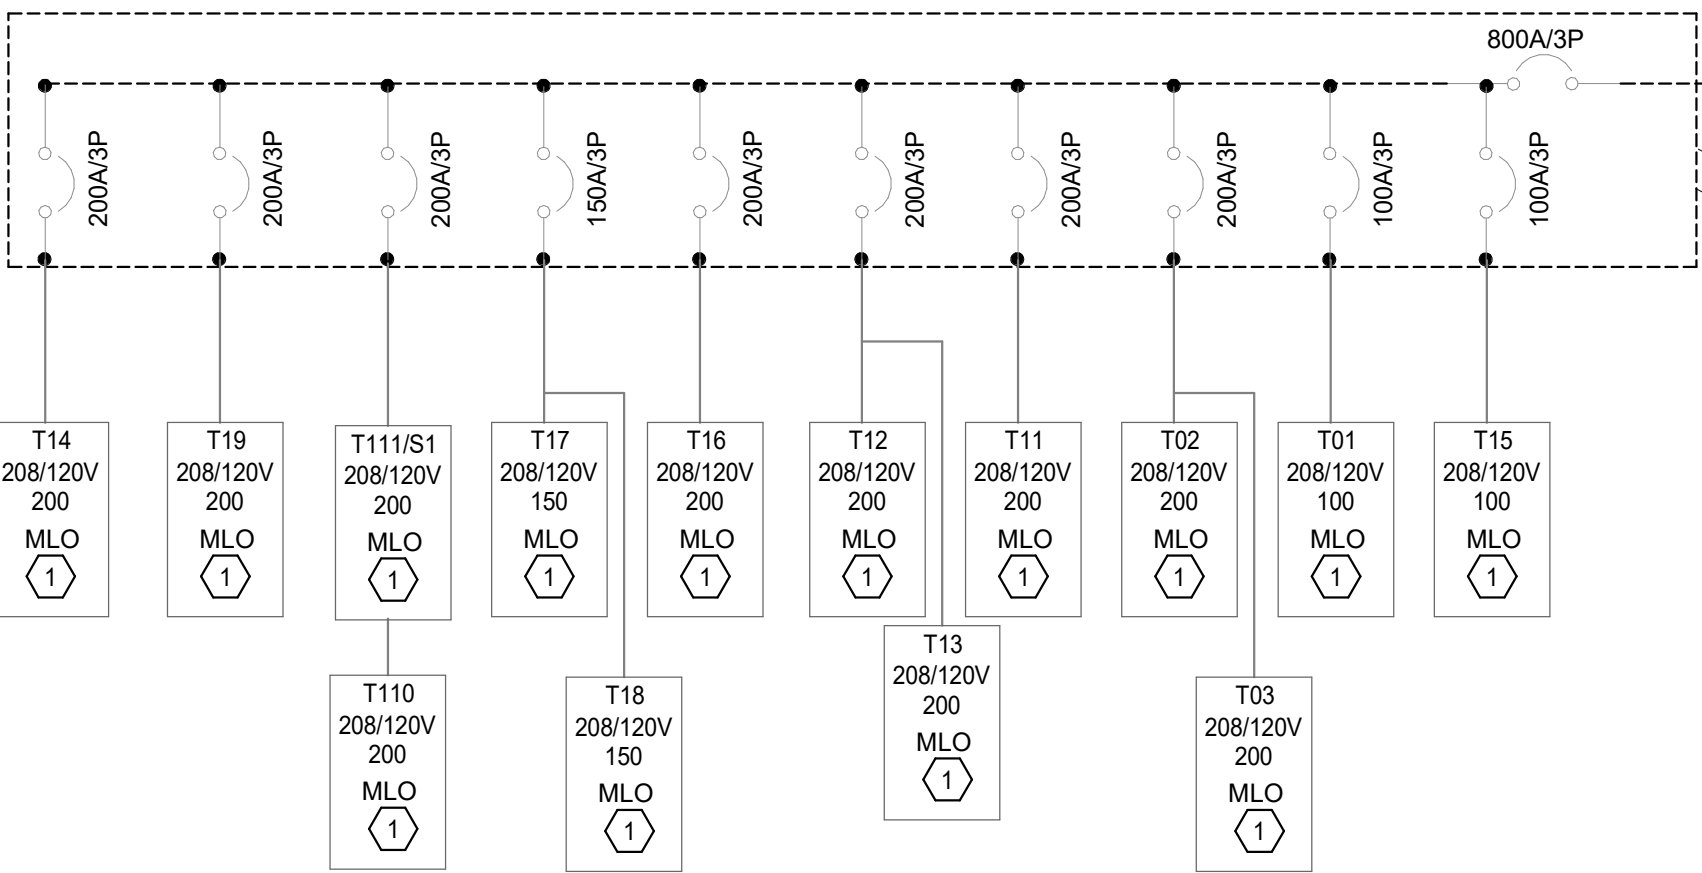 800A/3P
200A/3P
200A/3P
200A/3P
150A/3P
200A/3P
200A/3P
200A/3P
200A/3P
100A/3P
100A/3P
T14
208/120V
200
MLO
1
T19
208/120V
200
MLO
1
T111/S1
208/120V
200
MLO
1
T17
208/120V
150
MLO
1
T16
208/120V
200
MLO
1
T12
208/120V
200
MLO
1
T11
208/120V
200
MLO
1
T02
208/120V
200
MLO
1
T01
208/120V
100
MLO
1
T15
208/120V
100
MLO
1
T110
208/120V
200
MLO
1
T18
208/120V
150
MLO
1
T13
208/120V
200
MLO
1
T03
208/120V
200
MLO
1